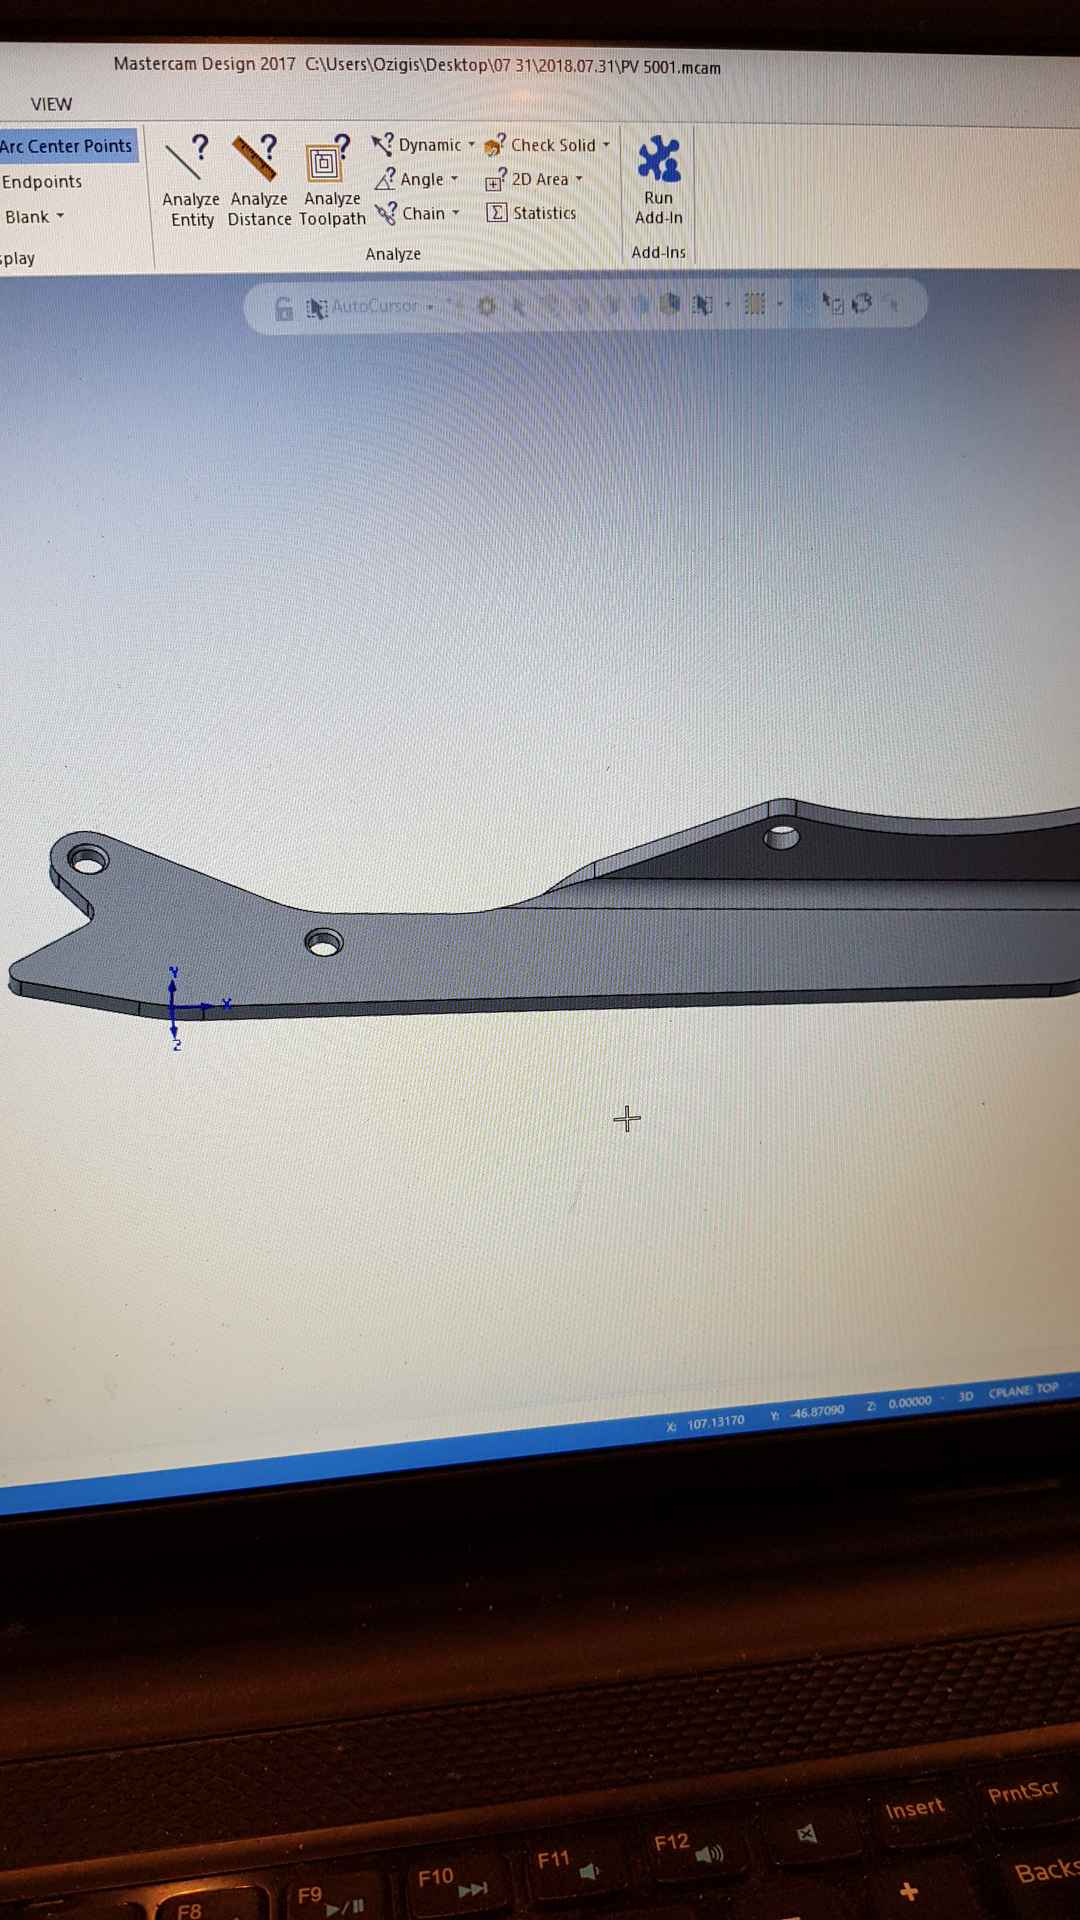 Mastercam Design 2017 C:\Users\Ozigis\Desktop\07 31\2018.07.31\PV 5001.mcam
VIEW
Arc Center Points
Endpoints
Blank
splay
Analyze Entity
Analyze Distance
Analyze Toolpath
Dynamic
Angle
Chain
Check Solid
2D Area
Statistics
Analyze
Run Add-In
Add-Ins
AutoCursor
Y
X
Z
X: 107.13170 Y: -46.87090 Z: 0.00000 3D CPLANE: TOP
Insert
PrntScr
F8
F9
F10
F11
F12
Backs
+